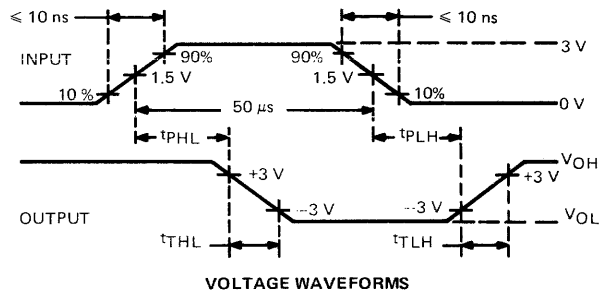 ≤ 10 ns ≤ 10 ns
INPUT 90% 90% 3 V
1.5 V 1.5 V
10 % 10%
50 μs 0 V
tPHL tPLH
VOH
+3 V +3 V
OUTPUT −3 V −3 V
VOL
tTHL tTLH
VOLTAGE WAVEFORMS